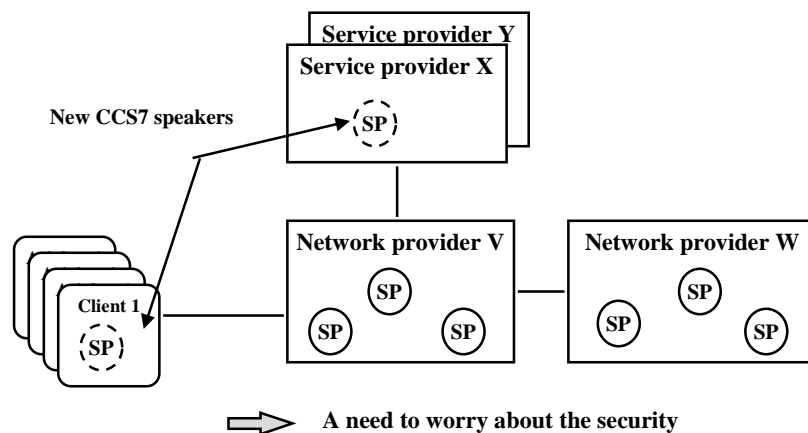 Service provider Y
Service provider X
SP
New CCS7 speakers
Network provider V
SP
SP
SP
Network provider W
SP
SP
SP
Client 1
SP
A need to worry about the security